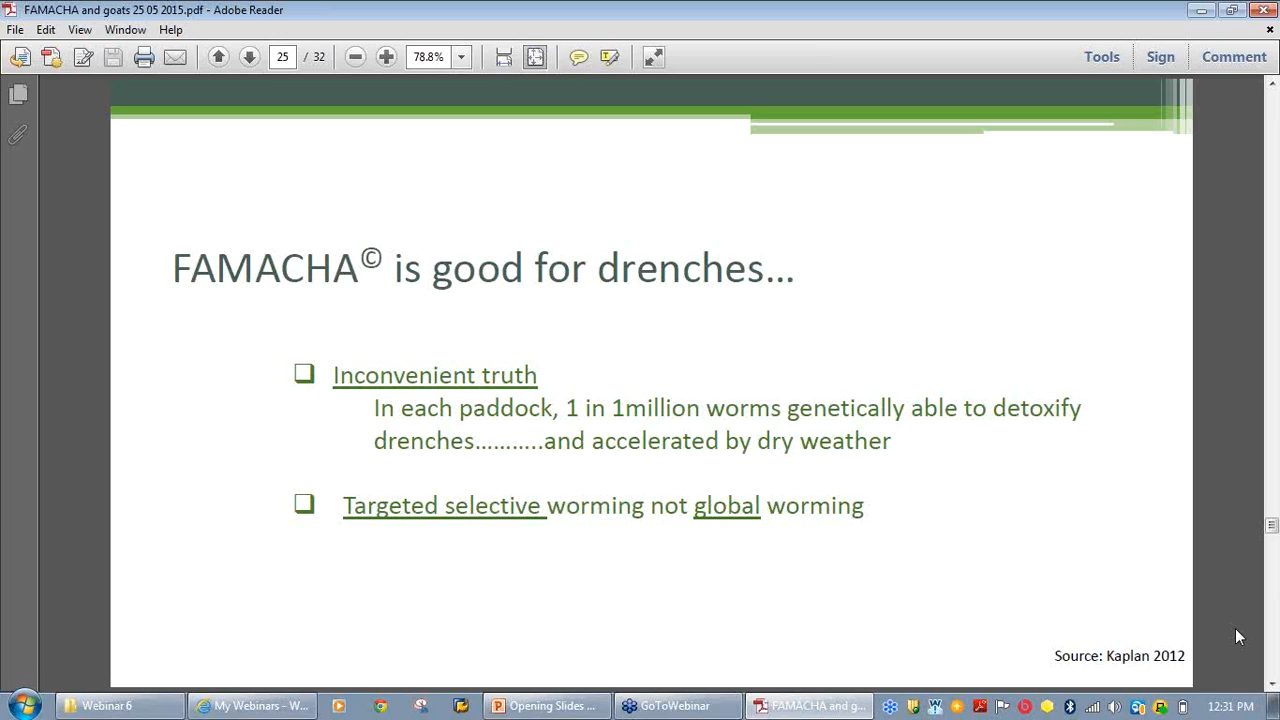 FAMACHA and goats 25 05 2015.pdf - Adobe Reader
File Edit View Window Help
25 / 32 78.8% Tools Sign Comment
FAMACHA© is good for drenches...
Inconvenient truth
In each paddock, 1 in 1million worms genetically able to detoxify
drenches………..and accelerated by dry weather
Targeted selective worming not global worming
Source: Kaplan 2012
Webinar 6 My Webinars - W... Opening Slides ... GoToWebinar FAMACHA and g... 12:31 PM